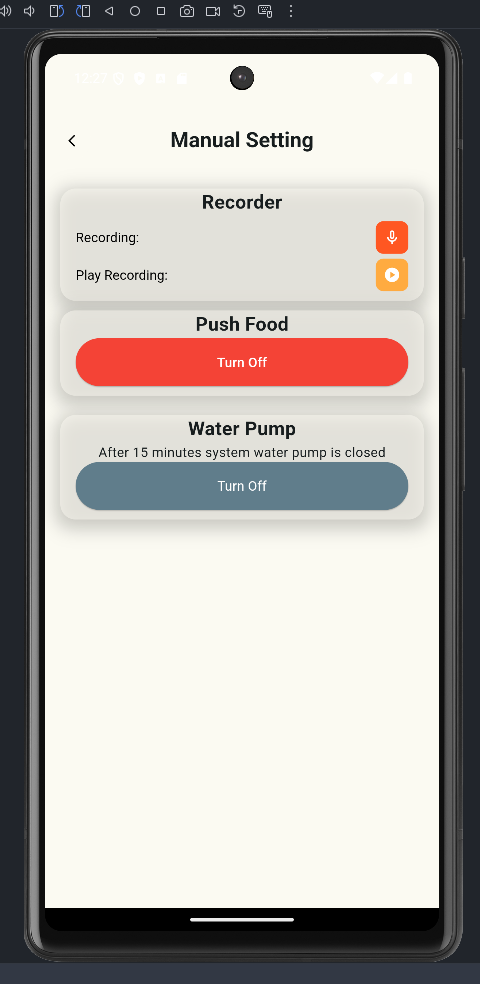 12:27
Manual Setting
Recorder
Recording:
Play Recording:
Push Food
Turn Off
Water Pump
After 15 minutes system water pump is closed
Turn Off